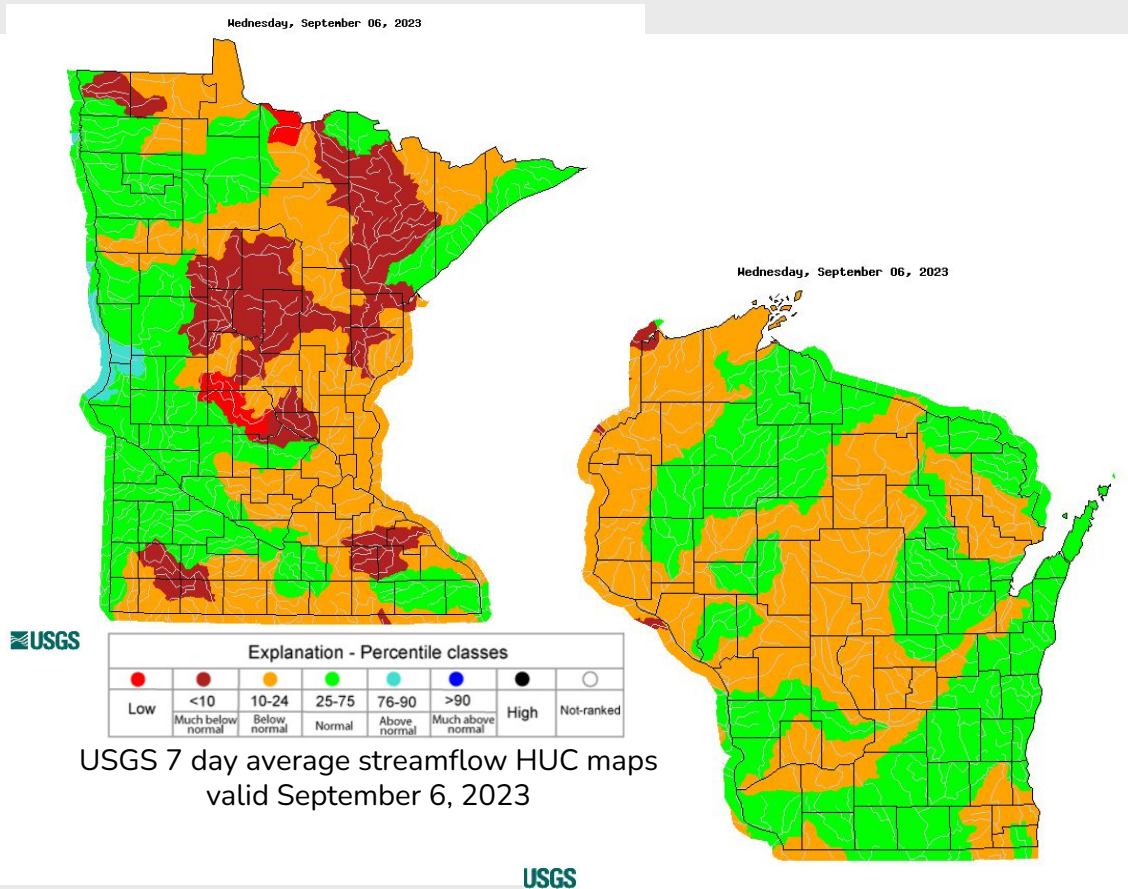 Wednesday, September 06, 2023
Wednesday, September 06, 2023
USGS
Explanation - Percentile classes
Low
<10
10-24
25-75
76-90
>90
High
Not-ranked
Much below normal
Below normal
Normal
Above normal
Much above normal
USGS 7 day average streamflow HUC maps
valid September 6, 2023
USGS